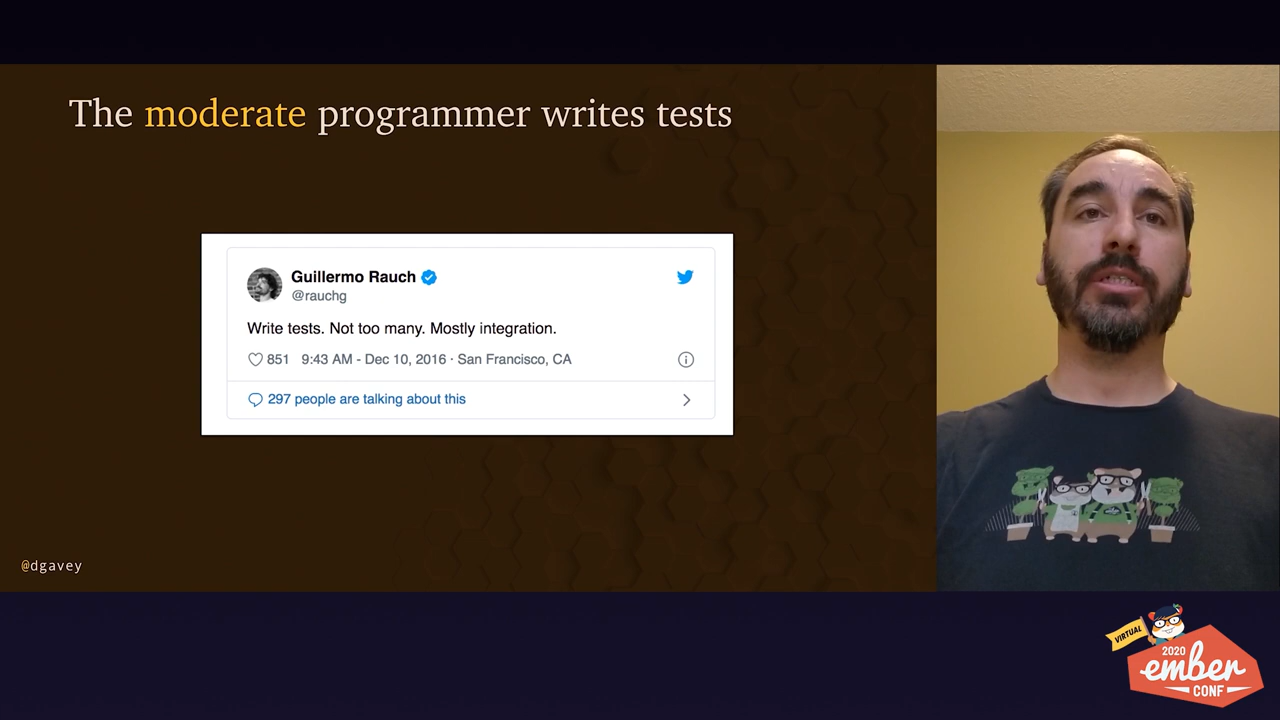 The moderate programmer writes tests
Guillermo Rauch
@rauchg
Write tests. Not too many. Mostly integration.
851 9:43 AM - Dec 10, 2016 · San Francisco, CA
297 people are talking about this
@dgavey
VIRTUAL
2020
ember
CONF